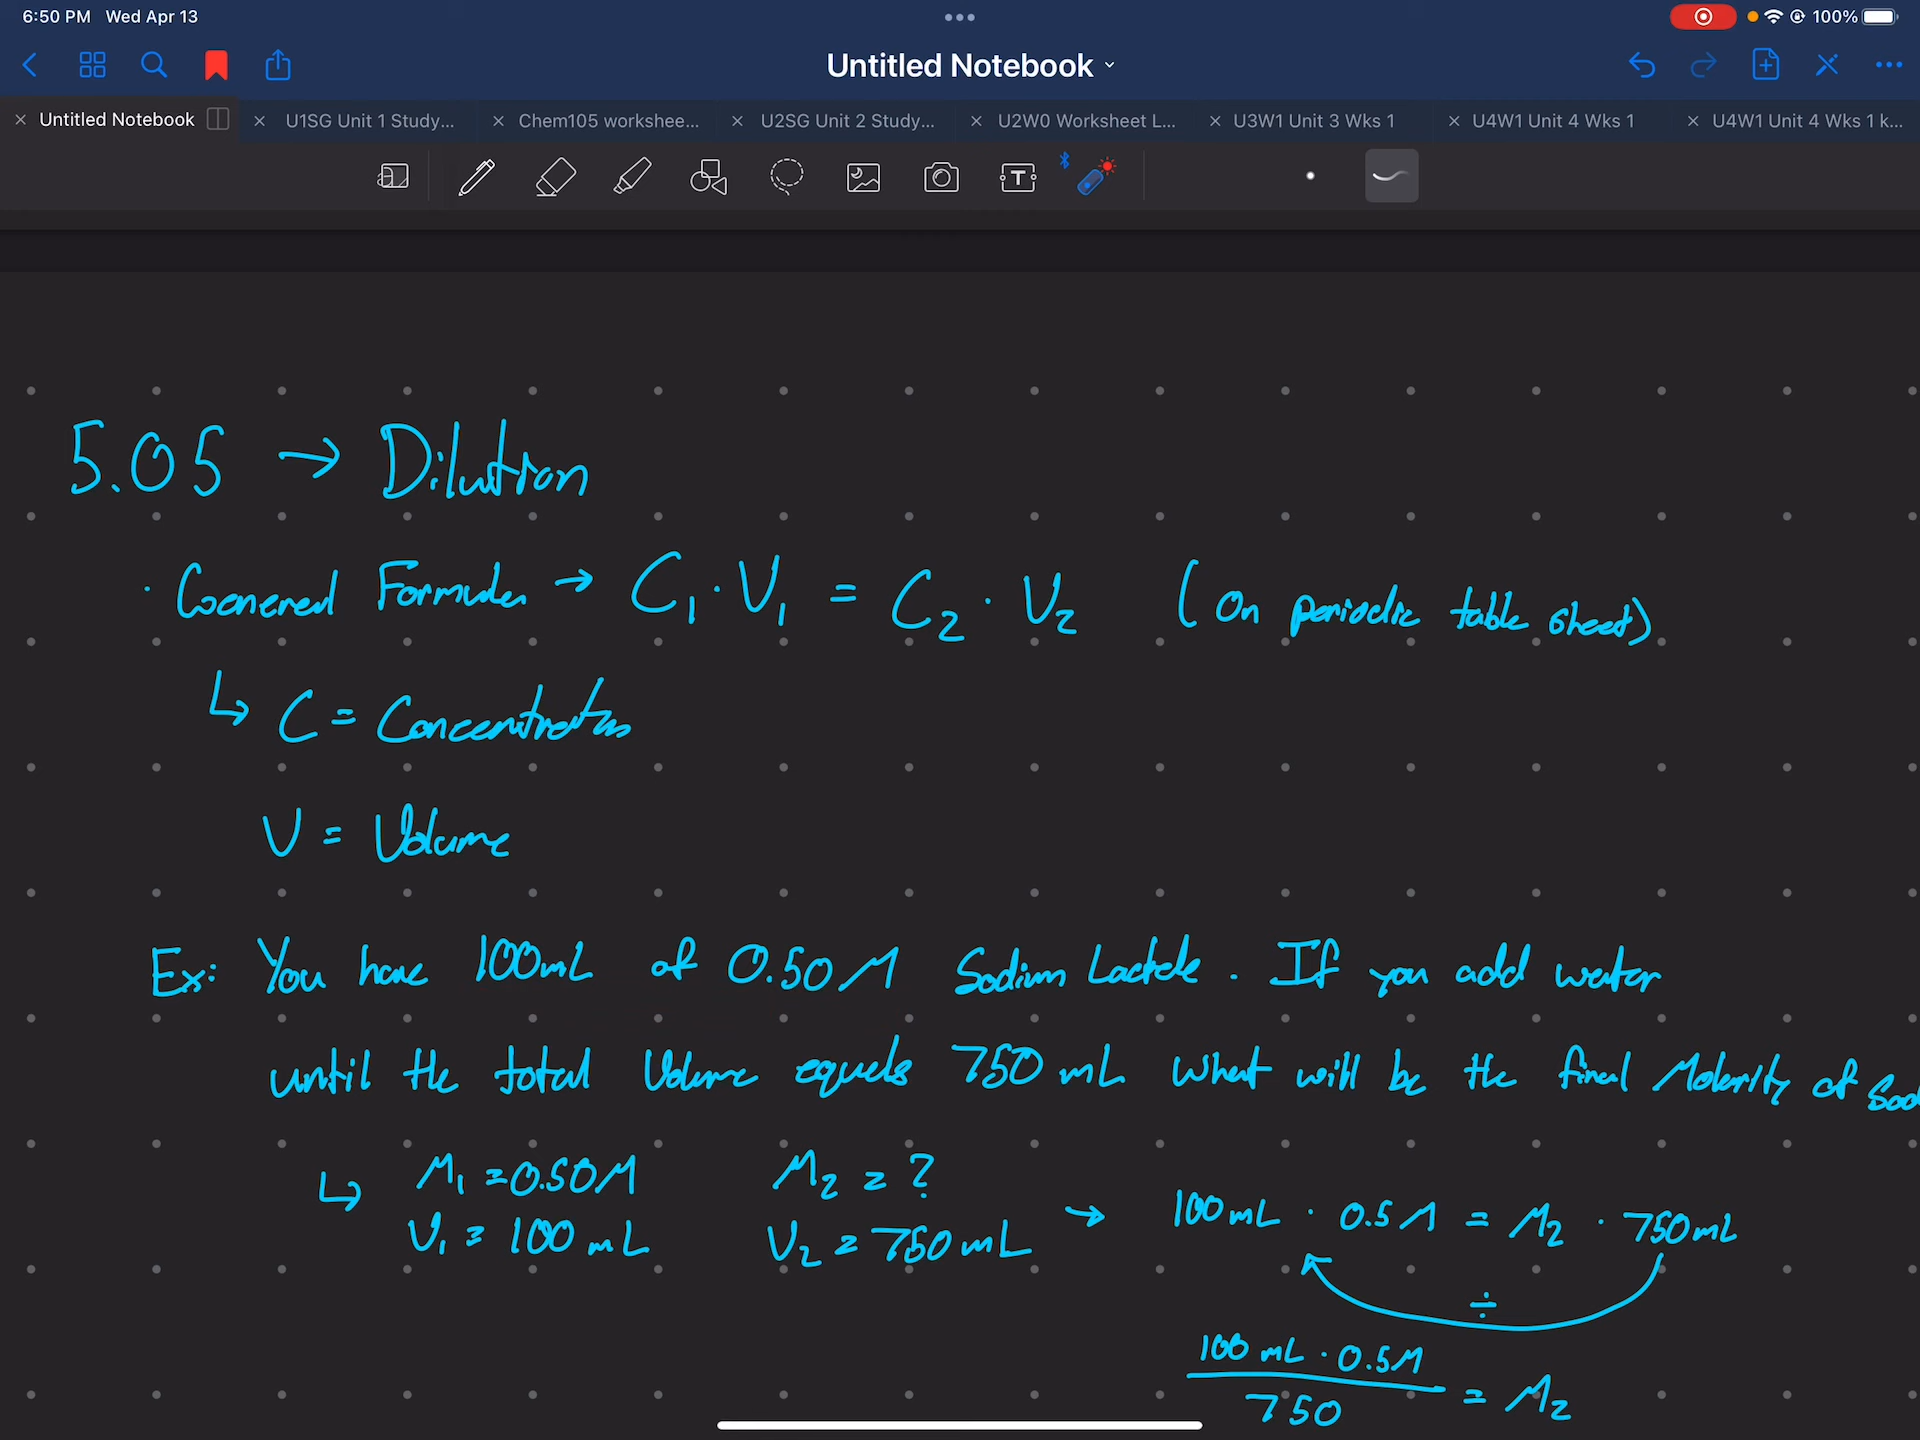 6:50 PM Wed Apr 13
100%
Untitled Notebook
Untitled Notebook
U1SG Unit 1 Study...
Chem105 workshee...
U2SG Unit 2 Study...
U2W0 Worksheet L...
U3W1 Unit 3 Wks 1
U4W1 Unit 4 Wks 1
U4W1 Unit 4 Wks 1 k...
5.05 → Dilution
· General Formula → C₁·V₁ = C₂·V₂ (On periodic table sheet)
↳ C = Concentration
V = Volume
Ex: You have 100mL of 0.50M Sodium Lactate. If you add water
until the total Volume equals 750 mL what will be the final Molarity of Sod
↳ M₁ = 0.50M M₂ = ?
V₁ = 100 mL V₂ = 750mL → 100mL · 0.5M = M₂ · 750mL
÷
100 mL · 0.5M
750 = M₂